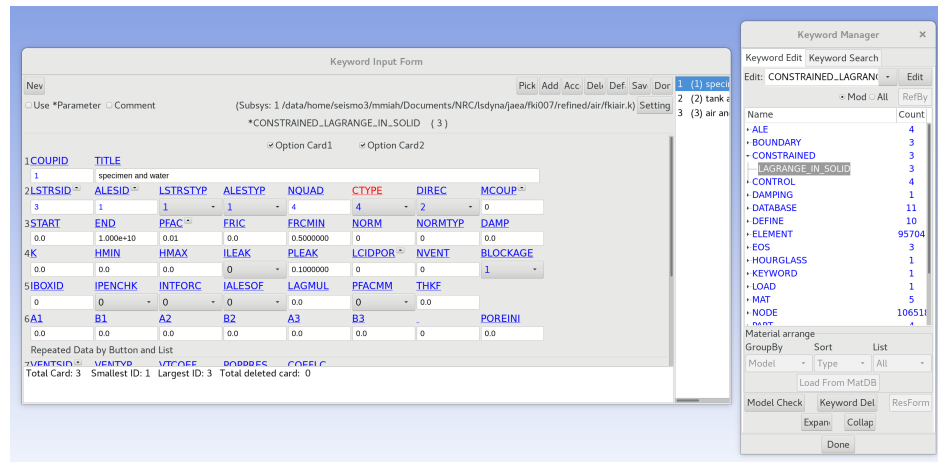 Keyword Input Form
New
Pick Add Acc Del Def Sav Dor
Use *Parameter Comment
(Subsys: 1 /data/home/seismo3/mmiah/Documents/NRC/lsdyna/jaea/fki007/refined/air/fkiair.k) Setting
*CONSTRAINED_LAGRANGE_IN_SOLID (3)
Option Card1 Option Card2
1 COUPID TITLE
1 specimen and water
2 LSTRSID ALESID LSTRSTYP ALESTYP NQUAD CTYPE DIREC MCOUP
3 1 1 1 4 4 2 0
3 START END PFAC FRIC FRCMIN NORM NORMTYP DAMP
0.0 1.000e+10 0.01 0.0 0.5000000 0 0 0.0
4 K HMIN HMAX ILEAK PLEAK LCIDPOR NVENT BLOCKAGE
0.0 0.0 0.0 0 0.1000000 0 0 1
5 IBOXID IPENCHK INTFORC IALESOF LAGMUL PFACMM THKF
0 0 0 0 0.0 0 0.0
6 A1 B1 A2 B2 A3 B3 _ POREINI
0.0 0.0 0.0 0.0 0.0 0.0 0 0.0
Repeated Data by Button and List
7 VENTSID VENTYP VTCOEF POPPRES COEFLC
Total Card: 3 Smallest ID: 1 Largest ID: 3 Total deleted card: 0
1 (1) speci
2 (2) tank a
3 (3) air an
Keyword Manager ×
Keyword Edit Keyword Search
Edit: CONSTRAINED_LAGRAN Edit
Mod All RefBy
Name Count
ALE 4
BOUNDARY 3
CONSTRAINED 3
LAGRANGE_IN_SOLID 3
CONTROL 4
DAMPING 1
DATABASE 11
DEFINE 10
ELEMENT 95704
EOS 3
HOURGLASS 1
KEYWORD 1
LOAD 1
MAT 5
NODE 10651
PART 4
Material arrange
GroupBy Sort List
Model Type All
Load From MatDB
Model Check Keyword Del ResForm
Expan Collap
Done